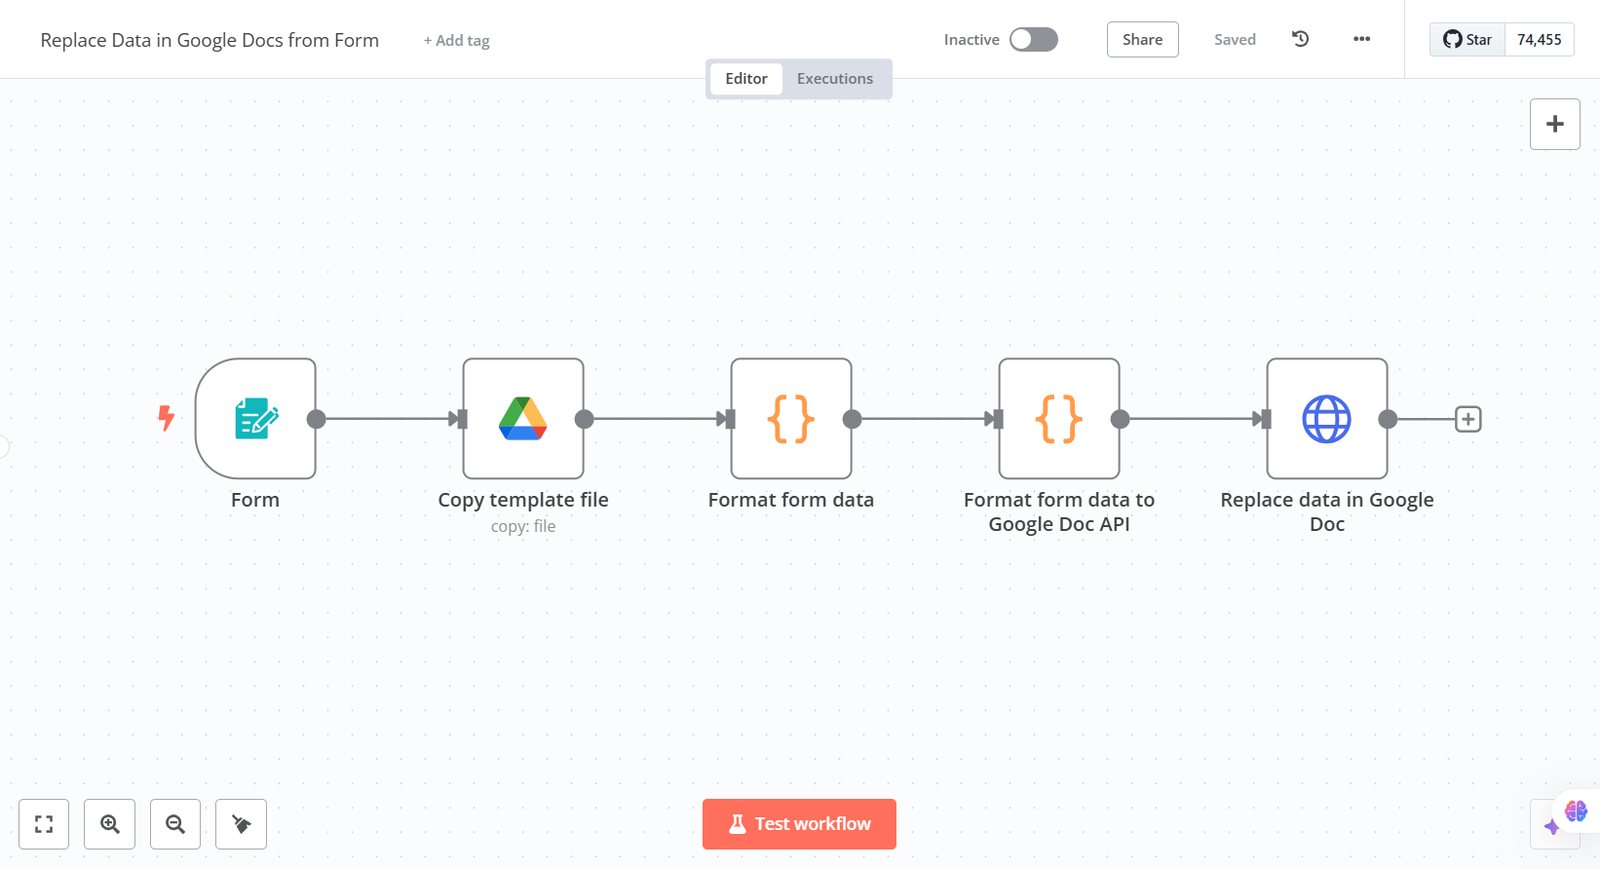 Replace Data in Google Docs from Form
+ Add tag
Inactive
Share
Saved
Star
74,455
Editor
Executions
Form
Copy template file
copy: file
Format form data
Format form data to
Google Doc API
Replace data in Google
Doc
Test workflow